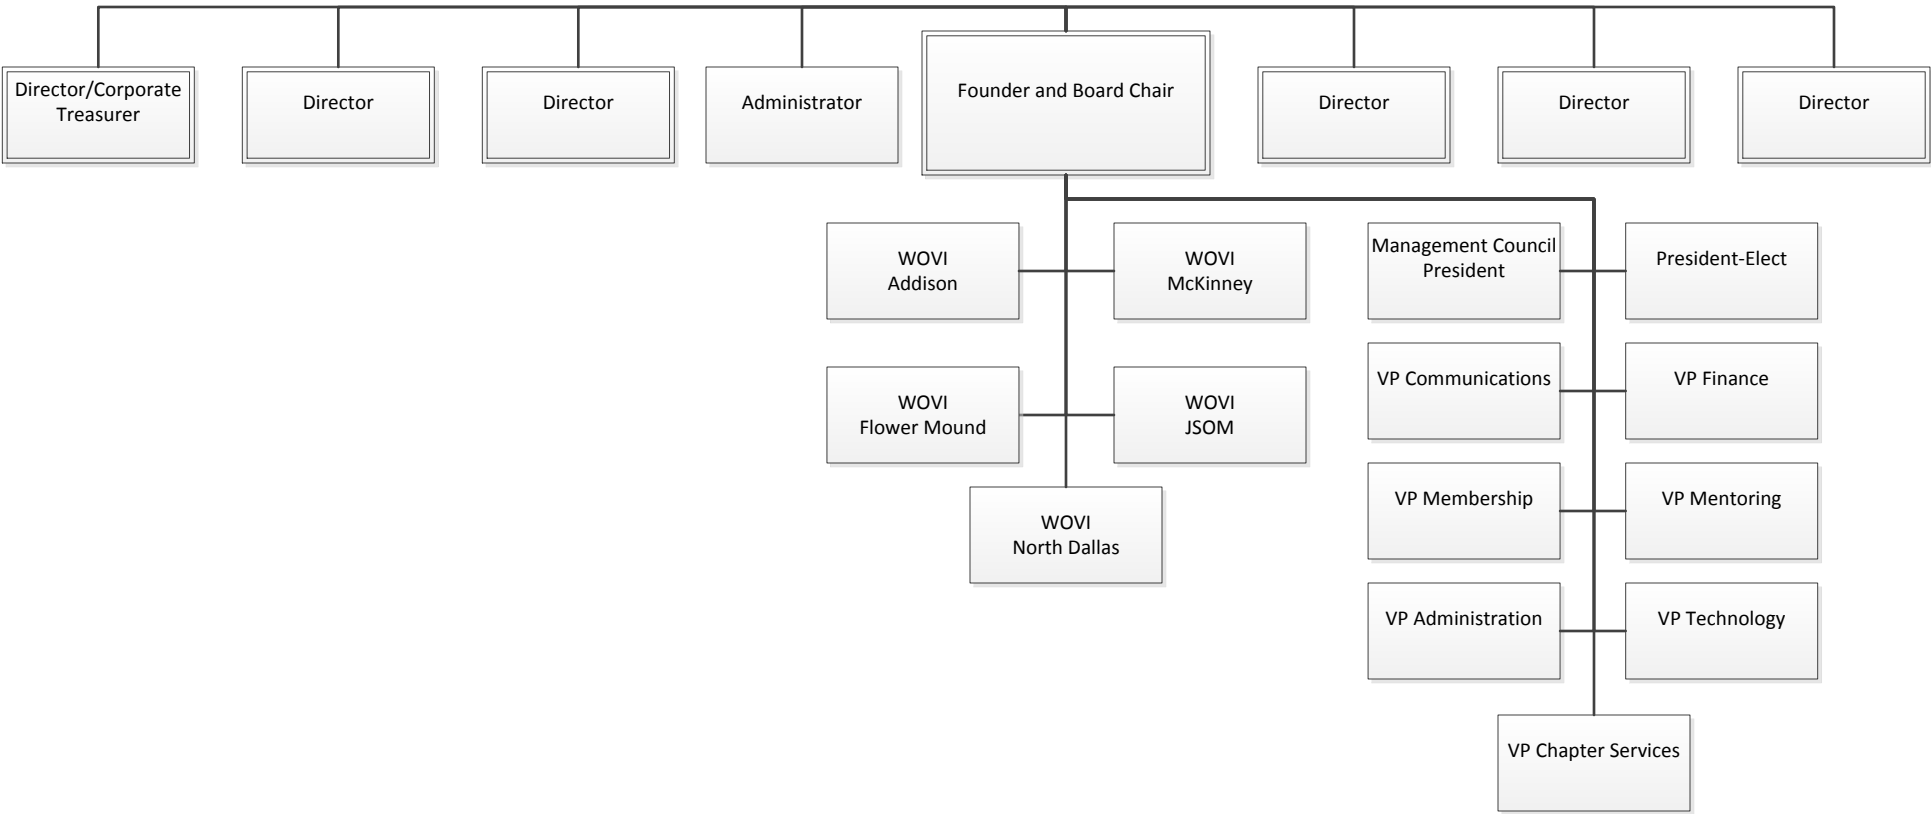 Director/Corporate
Treasurer
Director
Director
Administrator
Founder and Board Chair
Director
Director
Director
WOVI
Addison
WOVI
McKinney
Management Council
President
President-Elect
WOVI
Flower Mound
WOVI
JSOM
VP Communications
VP Finance
WOVI
North Dallas
VP Membership
VP Mentoring
VP Administration
VP Technology
VP Chapter Services